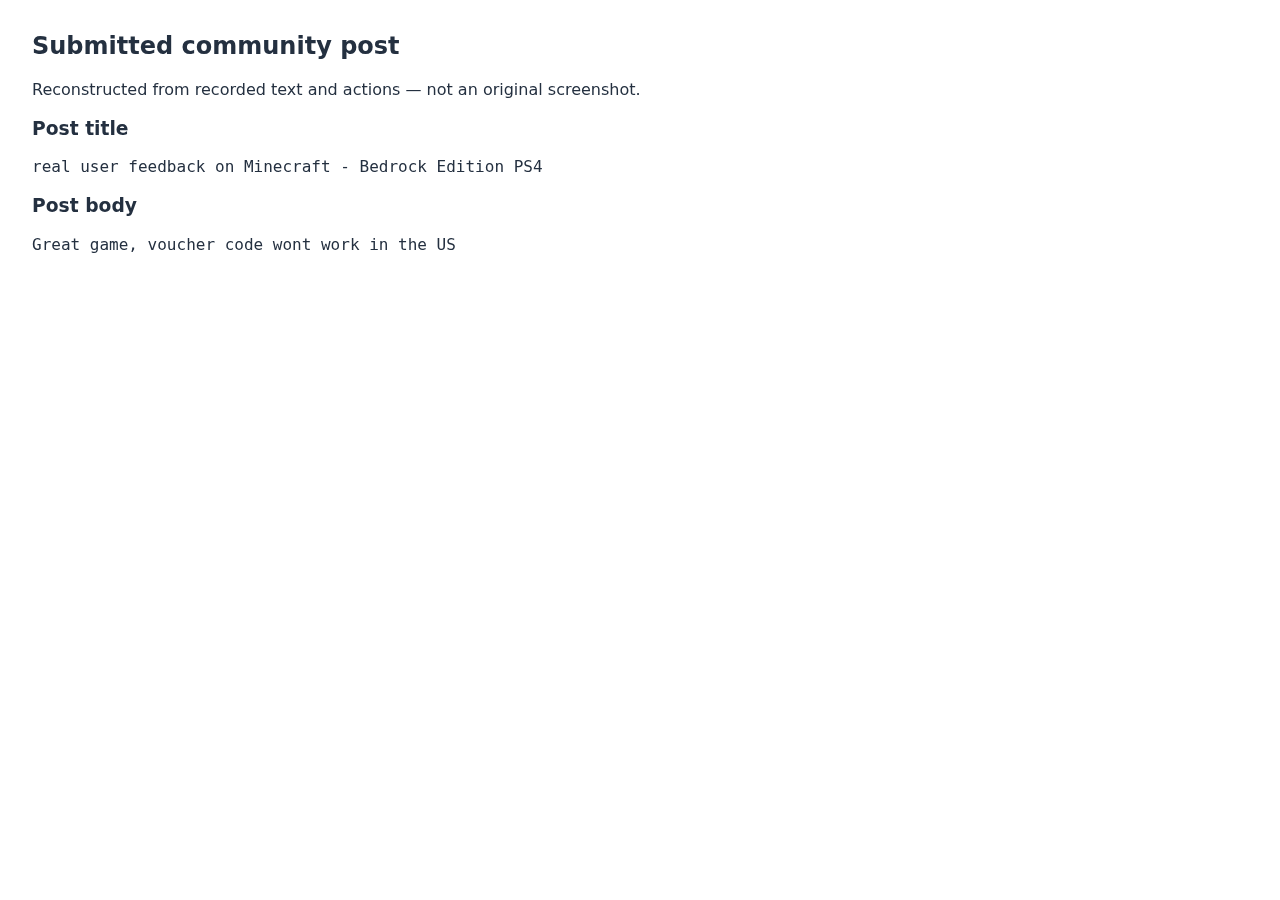 Submitted community post
Reconstructed from recorded text and actions — not an original screenshot.
Post title
real user feedback on Minecraft - Bedrock Edition PS4
Post body
Great game, voucher code wont work in the US